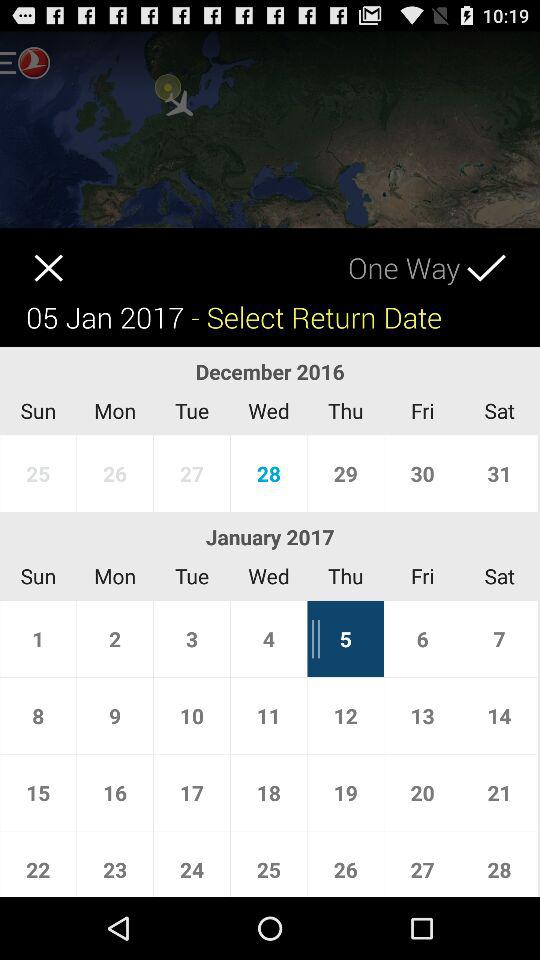 10:19
One Way
05 Jan 2017 - Select Return Date
December 2016
Sun Mon Tue Wed Thu Fri Sat
25 26 27 28 29 30 31
January 2017
Sun Mon Tue Wed Thu Fri Sat
1 2 3 4 5 6 7
8 9 10 11 12 13 14
15 16 17 18 19 20 21
22 23 24 25 26 27 28